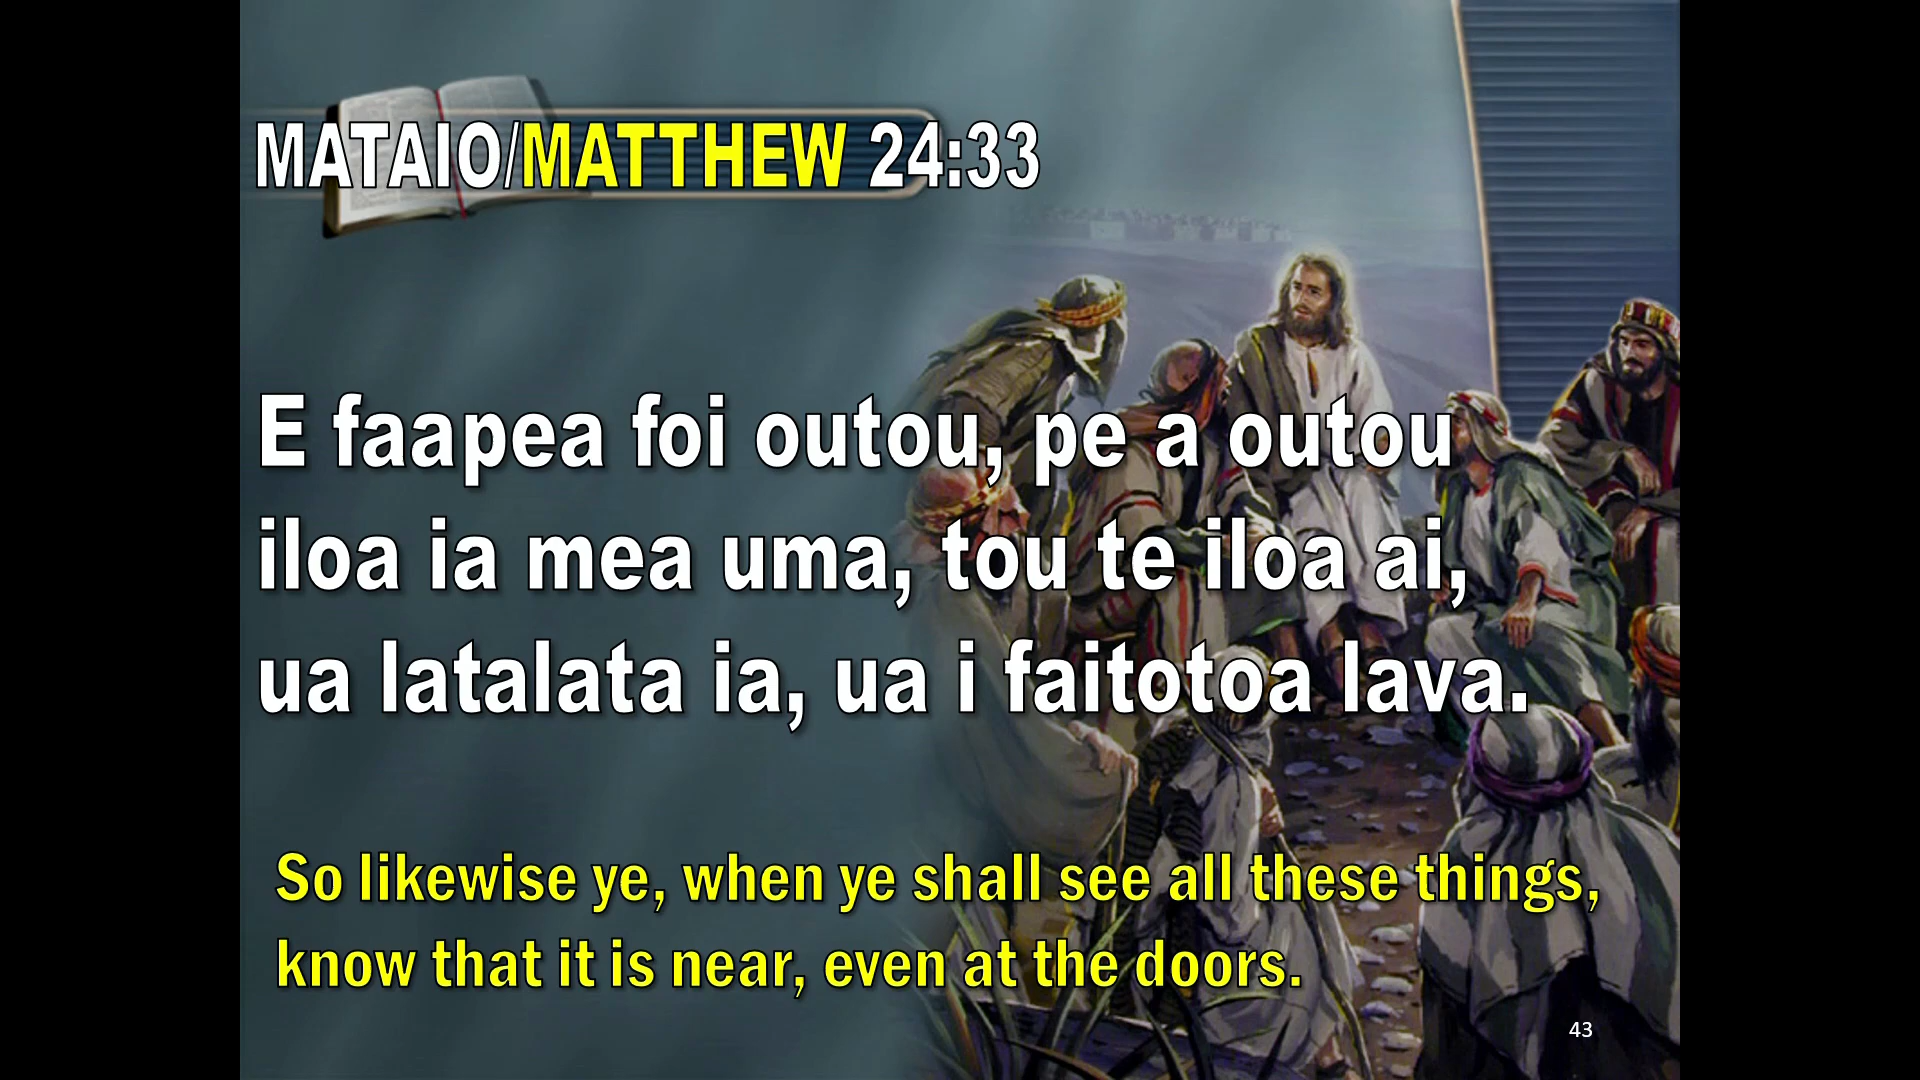 MATAIO/MATTHEW 24:33
E faapea foi outou, pe a outou
iloa ia mea uma, tou te iloa ai,
ua latalata ia, ua i faitotoa lava.
So likewise ye, when ye shall see all these things,
know that it is near, even at the doors.
43